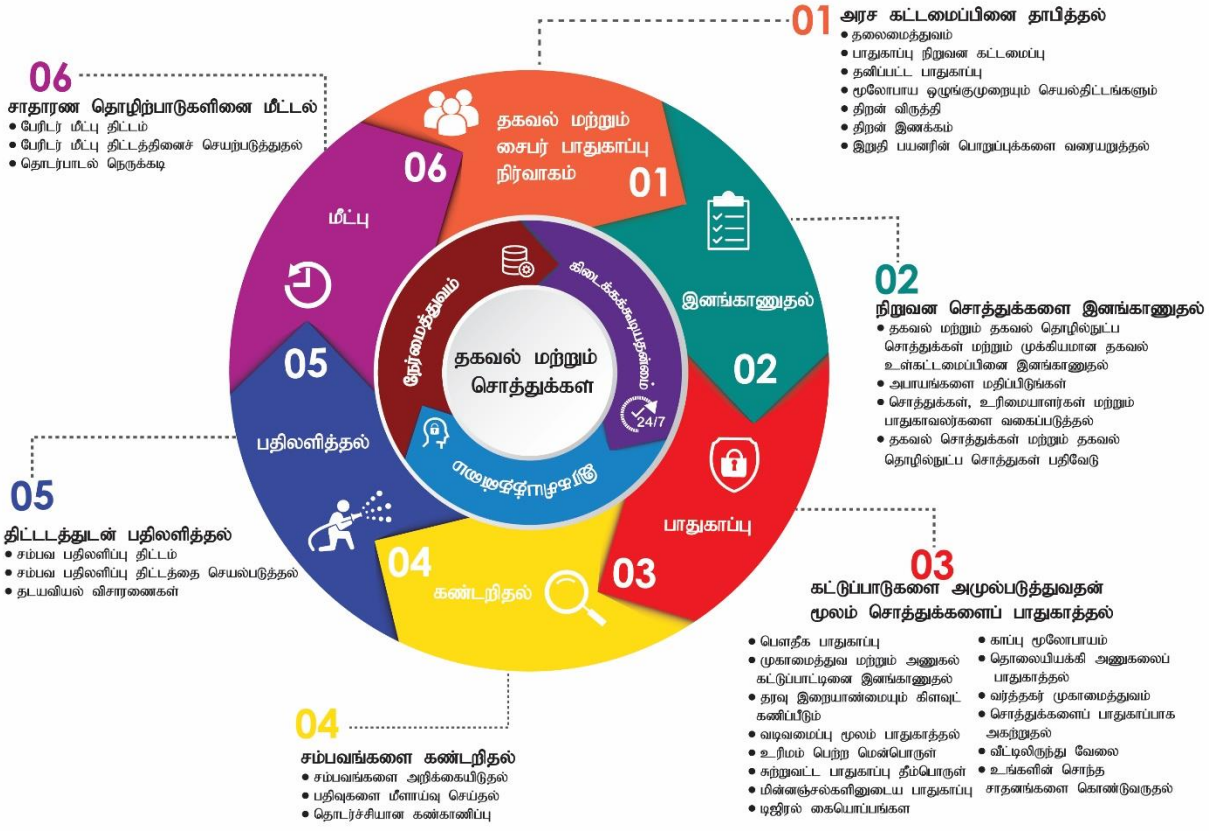 01
அரச கட்டமைப்பினை தாபித்தல்
● தலைமைத்துவம்
● பாதுகாப்பு நிறுவன கட்டமைப்பு
● தனிப்பட்ட பாதுகாப்பு
● மூலோபாய ஒழுங்குமுறையும் செயல்திட்டங்களும்
● திறன் விருத்தி
● திறன் இணக்கம்
● இறுதி பயனரின் பொறுப்புக்களை வரையறுத்தல்
02
நிறுவன சொத்துக்களை இனங்காணுதல்
● தகவல் மற்றும் தகவல் தொழில்நுட்ப
சொத்துக்கள் மற்றும் முக்கியமான தகவல்
உள்கட்டமைப்பினை இனங்காணுதல்
● அபாயங்களை மதிப்பிடுங்கள்
● சொத்துக்கள், உரிமையாளர்கள் மற்றும்
பாதுகாவலர்களை வகைப்படுத்தல்
● தகவல் சொத்துக்கள் மற்றும் தகவல்
தொழில்நுட்ப சொத்துகள் பதிவேடு
03
கட்டுப்பாடுகளை அமுல்படுத்துவதன்
மூலம் சொத்துக்களைப் பாதுகாத்தல்
● பௌதீக பாதுகாப்பு
● முகாமைத்துவ மற்றும் அணுகல்
கட்டுப்பாட்டினை இனங்காணுதல்
● தரவு இறையாண்மையும் கிளவுட்
கணிப்பீடும்
● வடிவமைப்பு மூலம் பாதுகாத்தல்
● உரிமம் பெற்ற மென்பொருள்
● சுற்றுவட்ட பாதுகாப்பு தீம்பொருள்
● மின்னஞ்சல்களினுடைய பாதுகாப்பு
● டிஜிரல் கையொப்பங்கள
● காப்பு மூலோபாயம்
● தொலையியக்கி அணுகலைப்
பாதுகாத்தல்
● வர்த்தகர் முகாமைத்துவம்
● சொத்துக்களைப் பாதுகாப்பாக
அகற்றுதல்
● வீட்டிலிருந்து வேலை
● உங்களின் சொந்த
சாதனங்களை கொண்டுவருதல்
04
சம்பவங்களை கண்டறிதல்
● சம்பவங்களை அறிக்கையிடுதல்
● பதிவுகளை மீளாய்வு செய்தல்
● தொடர்ச்சியான கண்காணிப்பு
05
திட்டடத்துடன் பதிலளித்தல்
● சம்பவ பதிலளிப்பு திட்டம்
● சம்பவ பதிலளிப்பு திட்டத்தை செயல்படுத்தல்
● தடயவியல் விசாரணைகள்
06
சாதாரண தொழிற்பாடுகளினை மீட்டல்
● பேரிடர் மீட்பு திட்டம்
● பேரிடர் மீட்பு திட்டத்தினைச் செயற்படுத்துதல்
● தொடர்பாடல் நெருக்கடி
தகவல் மற்றும்
சைபர் பாதுகாப்பு
நிர்வாகம்
01
இனங்காணுதல்
02
பாதுகாப்பு
03
கண்டறிதல்
04
பதிலளித்தல்
05
மீட்பு
06
நேர்மைத்துவம்
கிடைக்கக்கூடியதன்மை
24/7
இரகசியத்தன்மை
தகவல் மற்றும்
சொத்துக்கள